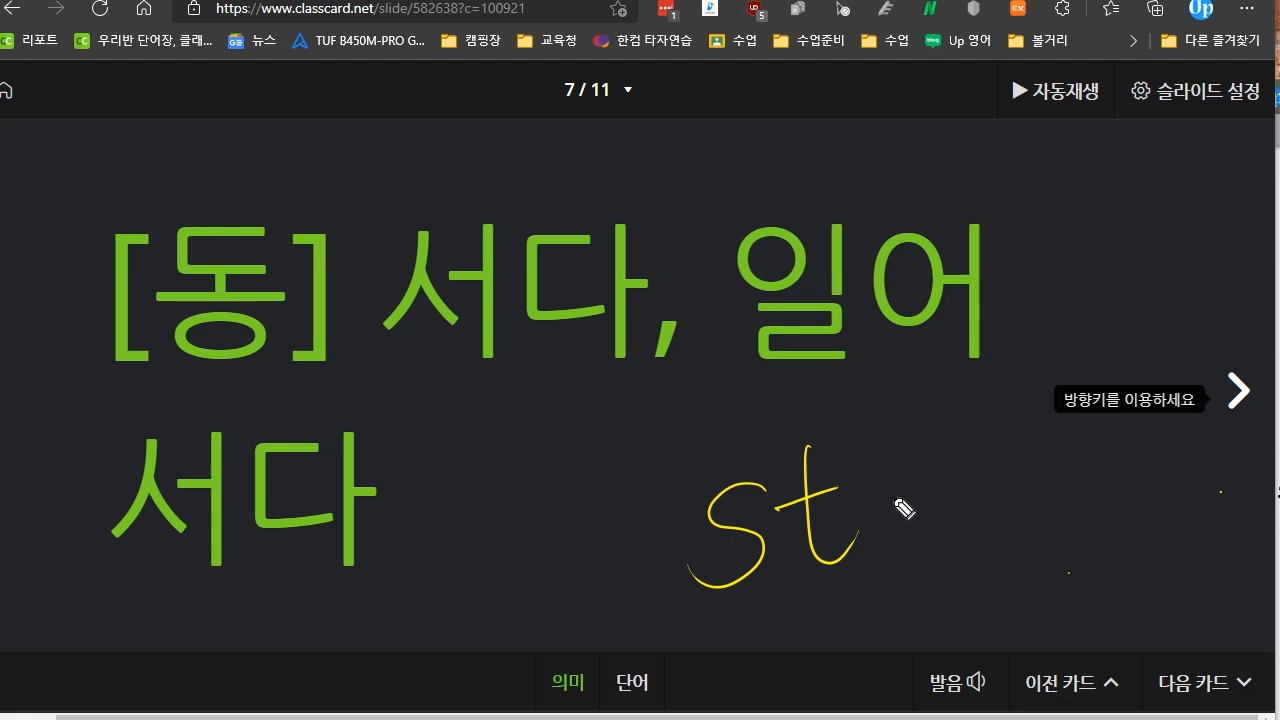 https://www.classcard.net/slide/582638?c=100921
1
5
EX
Up
리포트
우리반 단어장, 클래...
뉴스
TUF B450M-PRO G...
캠핑장
교육청
한컴 타자연습
수업
수업준비
수업
Up 영어
볼거리
다른 즐겨찾기
7 / 11
자동재생
슬라이드 설정
[동] 서다, 일어
서다
방향키를 이용하세요
st
의미
단어
발음
이전 카드
다음 카드